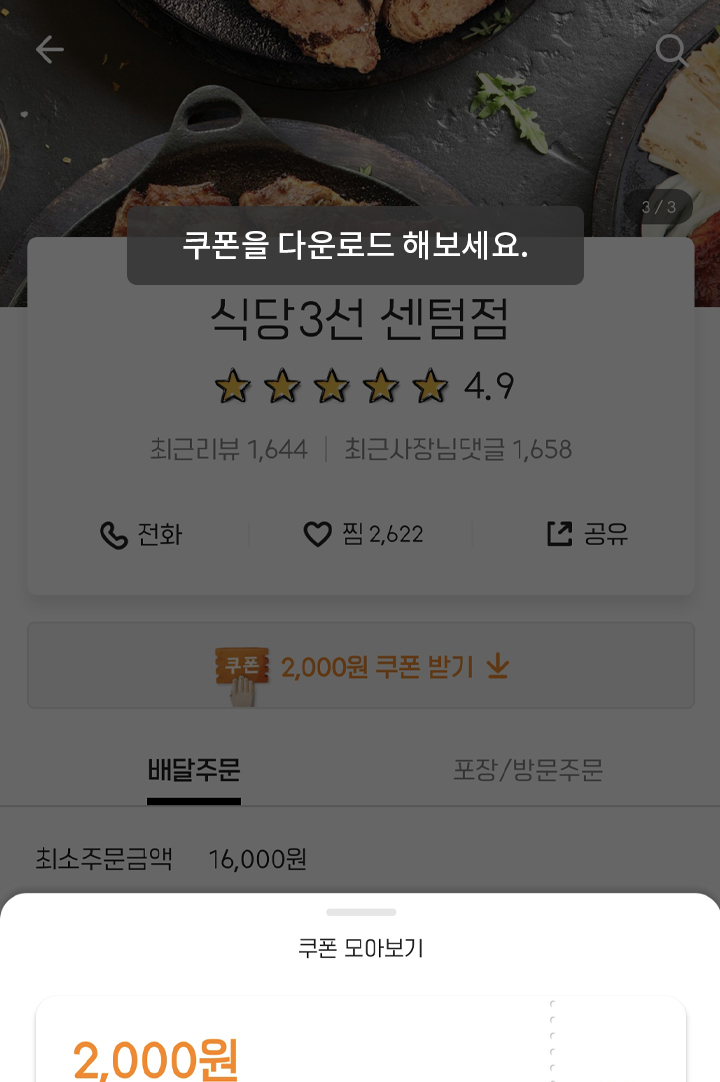 3 / 3
쿠폰을 다운로드 해보세요.
식당3선 센텀점
4.9
최근리뷰 1,644 | 최근사장님댓글 1,658
전화 찜 2,622 공유
쿠폰 2,000원 쿠폰 받기
배달주문 포장/방문주문
최소주문금액 16,000원
쿠폰 모아보기
2,000원